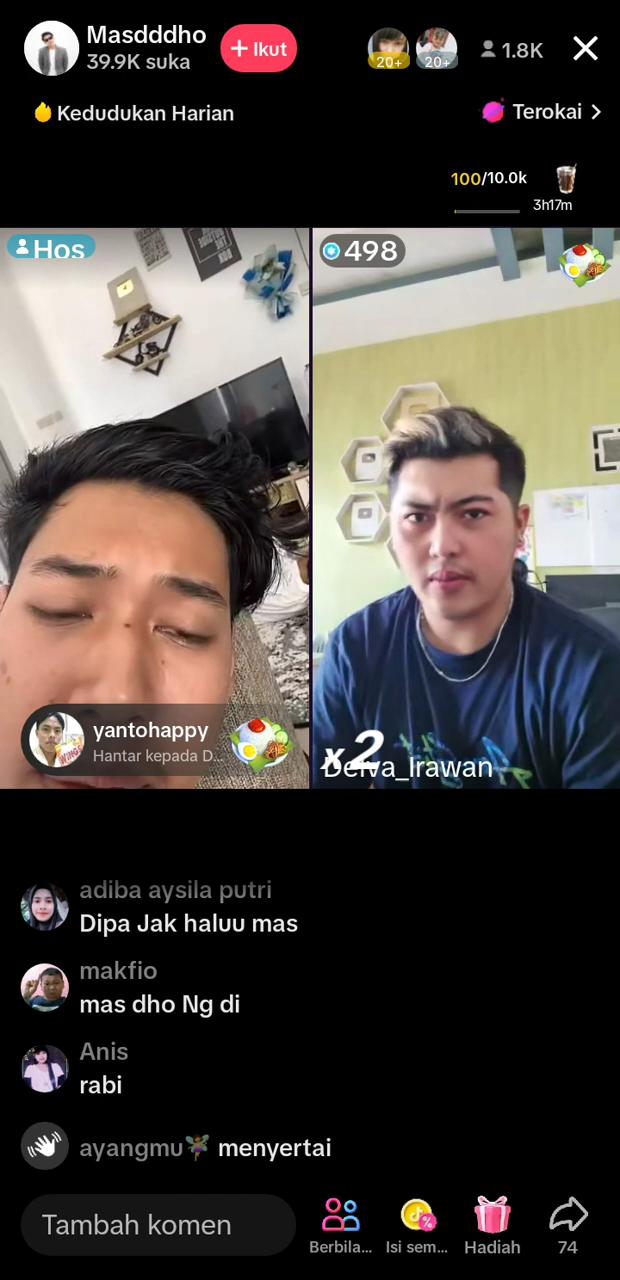 Masdddho
39.9K suka
+ Ikut
20+
20+
1.8K
Kedudukan Harian
Terokai >
100/10.0k
3h17m
Hos
498
yantohappy
Hantar kepada D...
x2
Delva_Irawan
adiba aysila putri
Dipa Jak haluu mas
makfio
mas dho Ng di
Anis
rabi
ayangmu🧚 menyertai
Tambah komen
Berbila...
Isi sem...
Hadiah
74